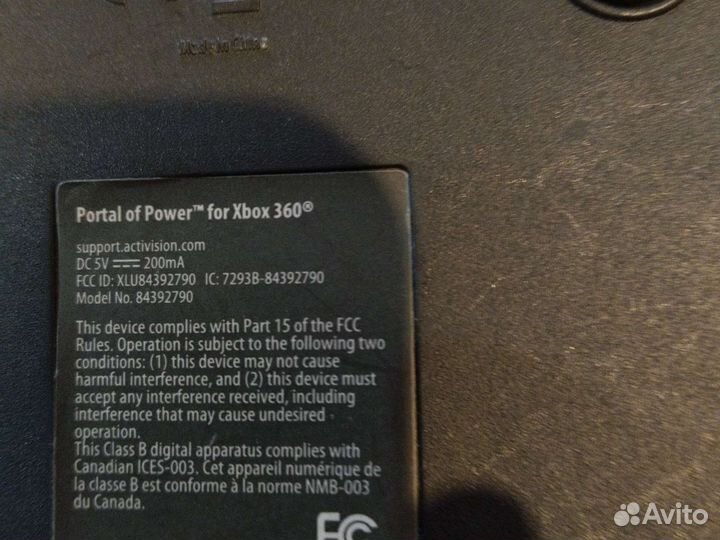 Made in China
Portal of Power™ for Xbox 360®
support.activision.com
DC 5V ⎓ 200mA
FCC ID: XLU84392790 IC: 7293B-84392790
Model No. 84392790
This device complies with Part 15 of the FCC
Rules. Operation is subject to the following two
conditions: (1) this device may not cause
harmful interference, and (2) this device must
accept any interference received, including
interference that may cause undesired
operation.
This Class B digital apparatus complies with
Canadian ICES-003. Cet appareil numérique de
la classe B est conforme à la norme NMB-003
du Canada.
FC
Avito